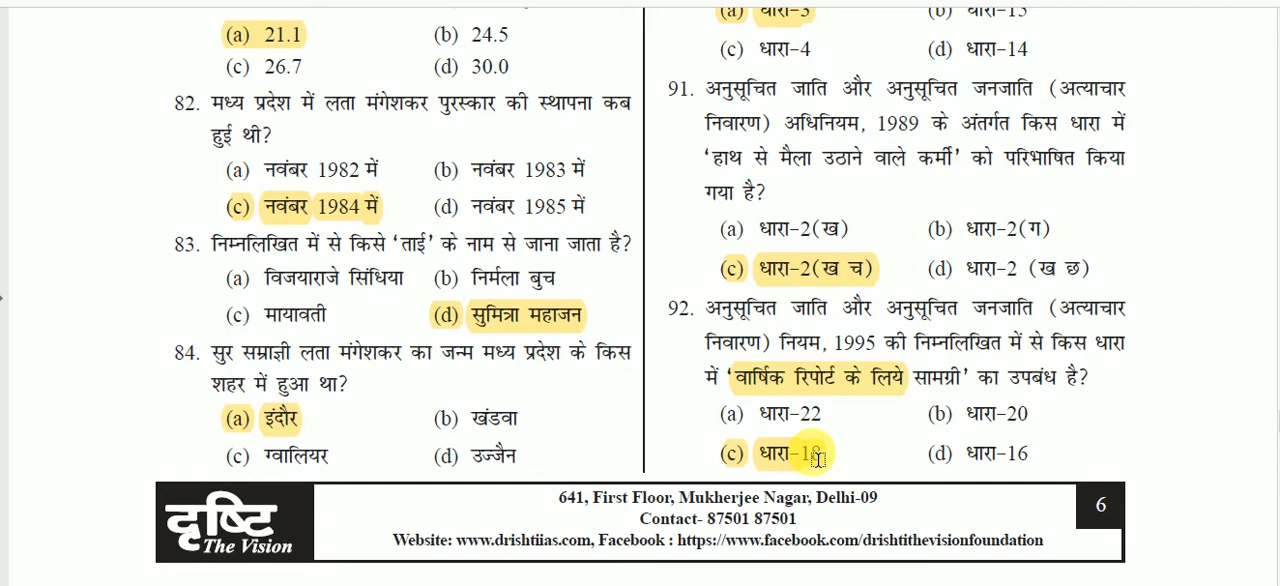 (a) 21.1 (b) 24.5
(c) 26.7 (d) 30.0
82. मध्य प्रदेश में लता मंगेशकर पुरस्कार की स्थापना कब
हुई थी?
(a) नवंबर 1982 में (b) नवंबर 1983 में
(c) नवंबर 1984 में (d) नवंबर 1985 में
83. निम्नलिखित में से किसे ‘ताई’ के नाम से जाना जाता है?
(a) विजयाराजे सिंधिया (b) निर्मला बुच
(c) मायावती (d) सुमित्रा महाजन
84. सुर सम्राज्ञी लता मंगेशकर का जन्म मध्य प्रदेश के किस
शहर में हुआ था?
(a) इंदौर (b) खंडवा
(c) ग्वालियर (d) उज्जैन
(a) धारा-3 (b) धारा-15
(c) धारा-4 (d) धारा-14
91. अनुसूचित जाति और अनुसूचित जनजाति (अत्याचार
निवारण) अधिनियम, 1989 के अंतर्गत किस धारा में
‘हाथ से मैला उठाने वाले कर्मी’ को परिभाषित किया
गया है?
(a) धारा-2(ख) (b) धारा-2(ग)
(c) धारा-2(ख च) (d) धारा-2 (ख छ)
92. अनुसूचित जाति और अनुसूचित जनजाति (अत्याचार
निवारण) नियम, 1995 की निम्नलिखित में से किस धारा
में ‘वार्षिक रिपोर्ट के लिये सामग्री’ का उपबंध है?
(a) धारा-22 (b) धारा-20
(c) धारा-18 (d) धारा-16
दृष्टि
The Vision
641, First Floor, Mukherjee Nagar, Delhi-09
Contact- 87501 87501
Website: www.drishtiias.com, Facebook : https://www.facebook.com/drishtithevisionfoundation
6